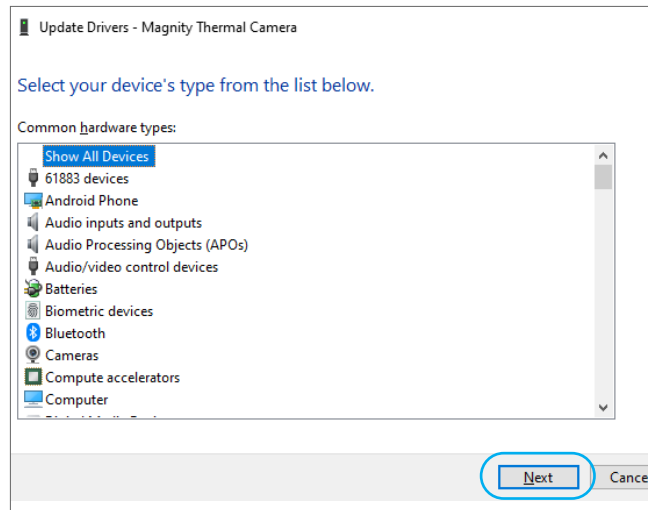 Update Drivers - Magnity Thermal Camera
Select your device's type from the list below.
Common hardware types:
Show All Devices
61883 devices
Android Phone
Audio inputs and outputs
Audio Processing Objects (APOs)
Audio/video control devices
Batteries
Biometric devices
Bluetooth
Cameras
Compute accelerators
Computer
Next
Cance